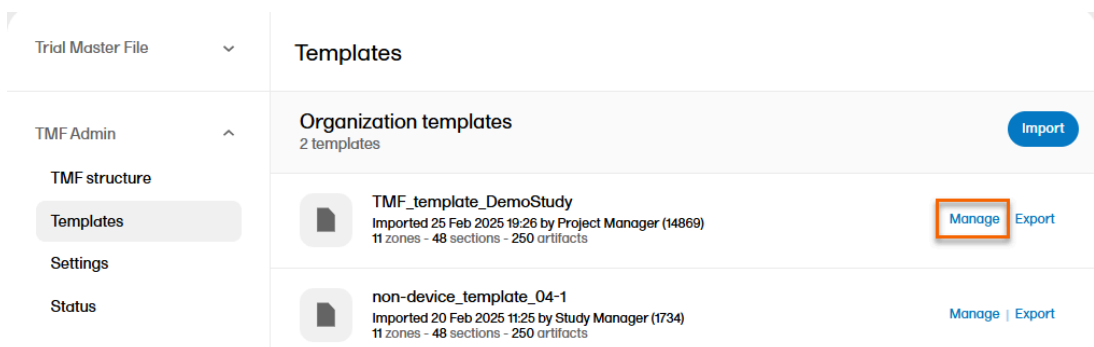 Trial Master File
Templates
TMF Admin
Organization templates
2 templates
Import
TMF structure
Templates
Settings
Status
TMF_template_DemoStudy
Imported 25 Feb 2025 19:26 by Project Manager (14869)
11 zones - 48 sections - 250 artifacts
Manage Export
non-device_template_04-1
Imported 20 Feb 2025 11:25 by Study Manager (1734)
11 zones - 48 sections - 250 artifacts
Manage | Export